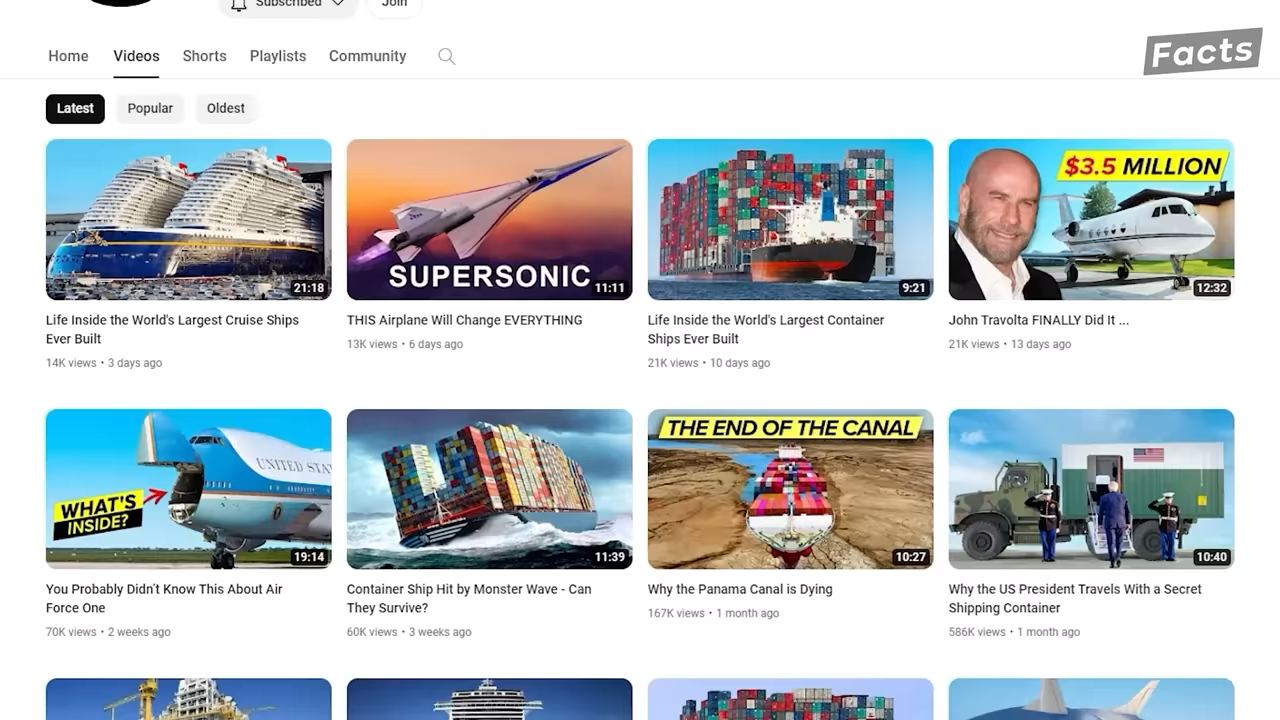 Subscribed
Join
Home
Videos
Shorts
Playlists
Community
Facts
Latest
Popular
Oldest
21:18
SUPERSONIC
11:11
9:21
$3.5 MILLION
12:32
Life Inside the World's Largest Cruise Ships
Ever Built
14K views • 3 days ago
THIS Airplane Will Change EVERYTHING
13K views • 6 days ago
Life Inside the World's Largest Container
Ships Ever Built
21K views • 10 days ago
John Travolta FINALLY Did It ...
21K views • 13 days ago
UNITED STA
WHAT'S
INSIDE?
19:14
11:39
THE END OF THE CANAL
10:27
10:40
You Probably Didn't Know This About Air
Force One
70K views • 2 weeks ago
Container Ship Hit by Monster Wave - Can
They Survive?
60K views • 3 weeks ago
Why the Panama Canal is Dying
167K views • 1 month ago
Why the US President Travels With a Secret
Shipping Container
586K views • 1 month ago